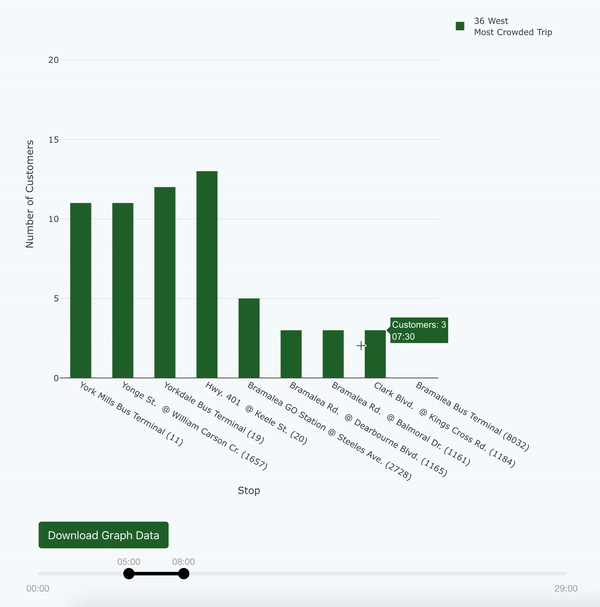 36 West
Most Crowded Trip
20
15
10
5
0
Number of Customers
Customers: 3
07:30
York Mills Bus Terminal (11)
Yonge St. @ William Carson Cr. (1657)
Yorkdale Bus Terminal (19)
Hwy. 401 @ Keele St. (20)
Bramalea GO Station @ Steeles Ave. (2728)
Bramalea Rd. @ Dearbourne Blvd. (1165)
Bramalea Rd. @ Balmoral Dr. (1161)
Clark Blvd. @ Kings Cross Rd. (1184)
Bramalea Bus Terminal (8032)
Stop
Download Graph Data
05:00 08:00
00:00 29:00